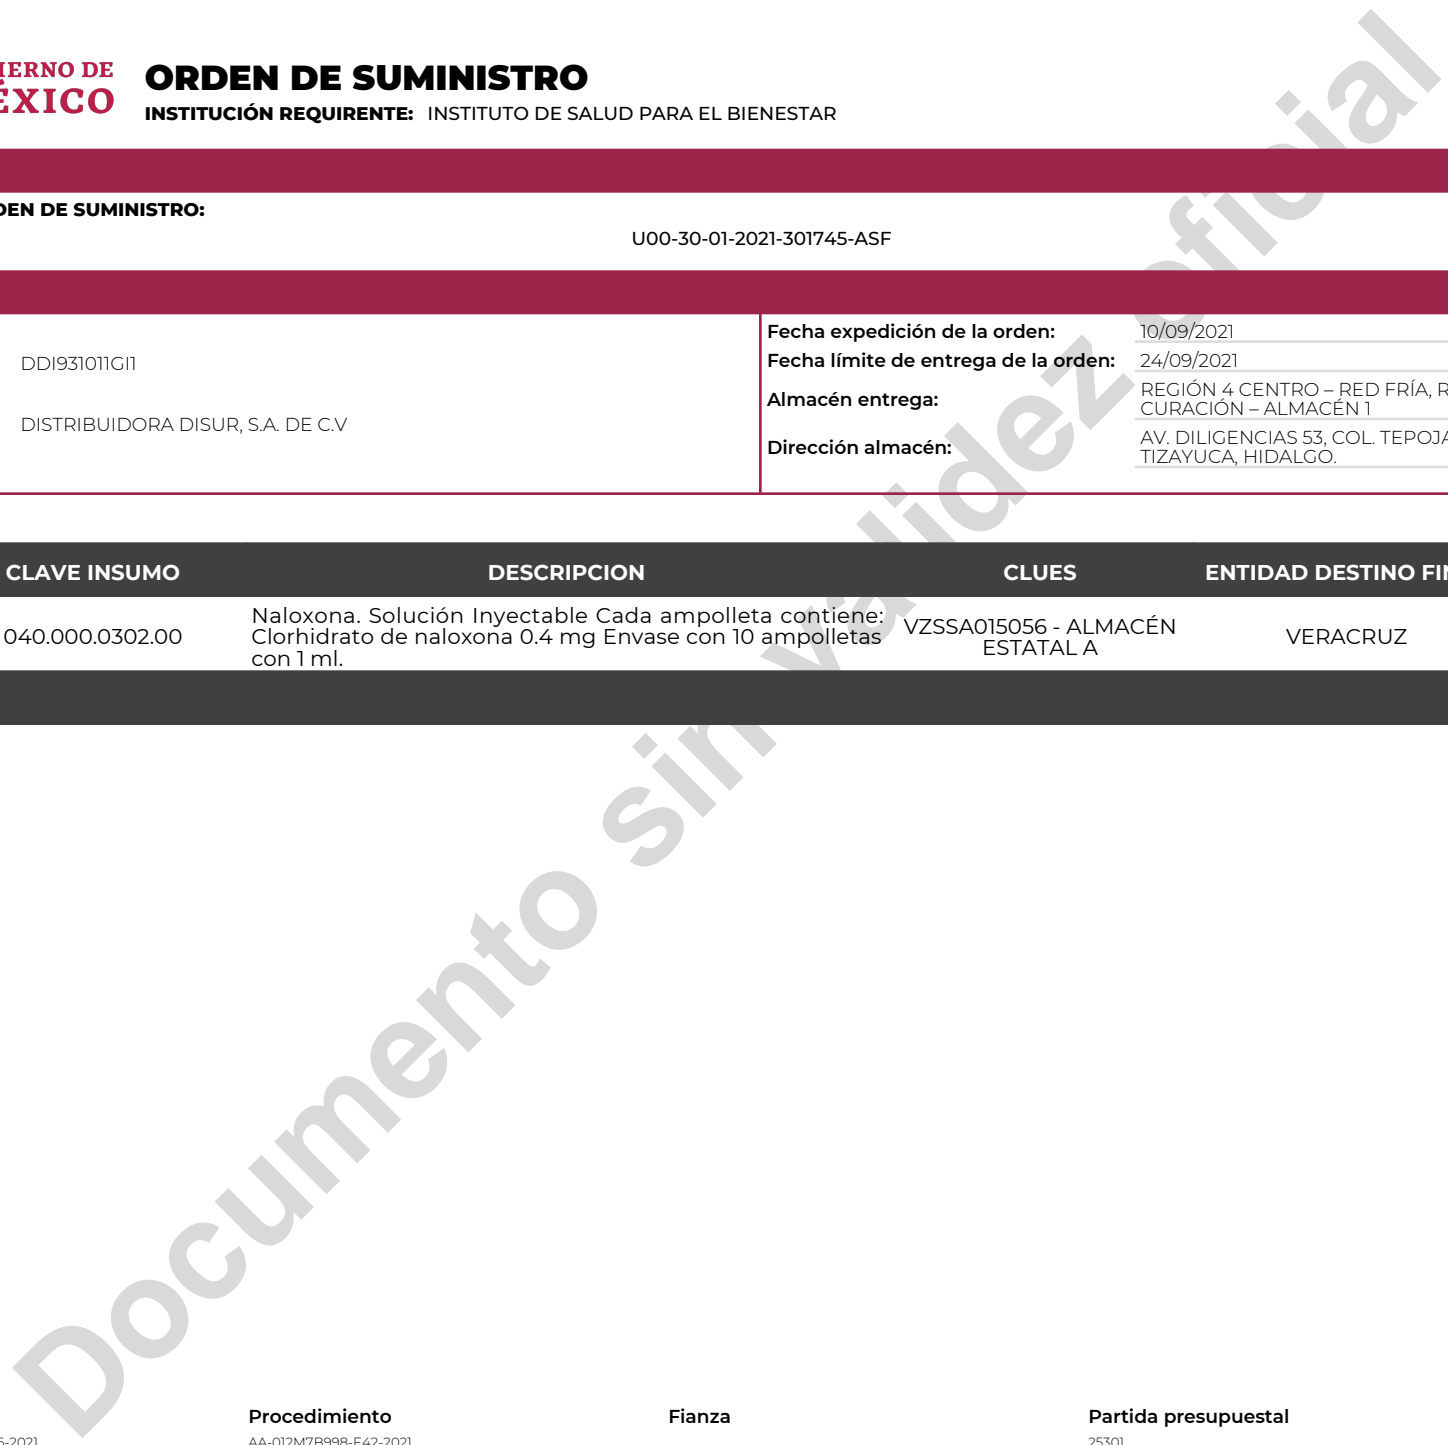 ORDEN DE SUMINISTRO
INSTITUCIÓN REQUIRENTE: INSTITUTO DE SALUD PARA EL BIENESTAR
DE
DE SUMINISTRO:
U00-30-01-2021-301745-ASF
DDI931011GI1
DISTRIBUIDORA DISUR, S.A. DE C.V
Fecha expedición de la orden: 10/09/2021
Fecha límite de entrega de la orden: 24/09/2021
Almacén entrega: REGIÓN 4 CENTRO – RED FRÍA,
CURACIÓN – ALMACÉN 1
Dirección almacén: AV. DILIGENCIAS 53, COL.
TIZAYUCA, HIDALGO.
CLAVE INSUMO DESCRIPCION CLUES ENTIDAD DESTINO
040.000.0302.00
Naloxona. Solución Inyectable Cada ampolleta contiene:
Clorhidrato de naloxona 0.4 mg Envase con 10 ampolletas
con 1 ml.
VZSSA015056 - ALMACÉN
ESTATAL A
VERACRUZ
Documento sin validez oficial
Procedimiento Fianza Partida presupuestal
AA-012M7B998-E42-2021 25301